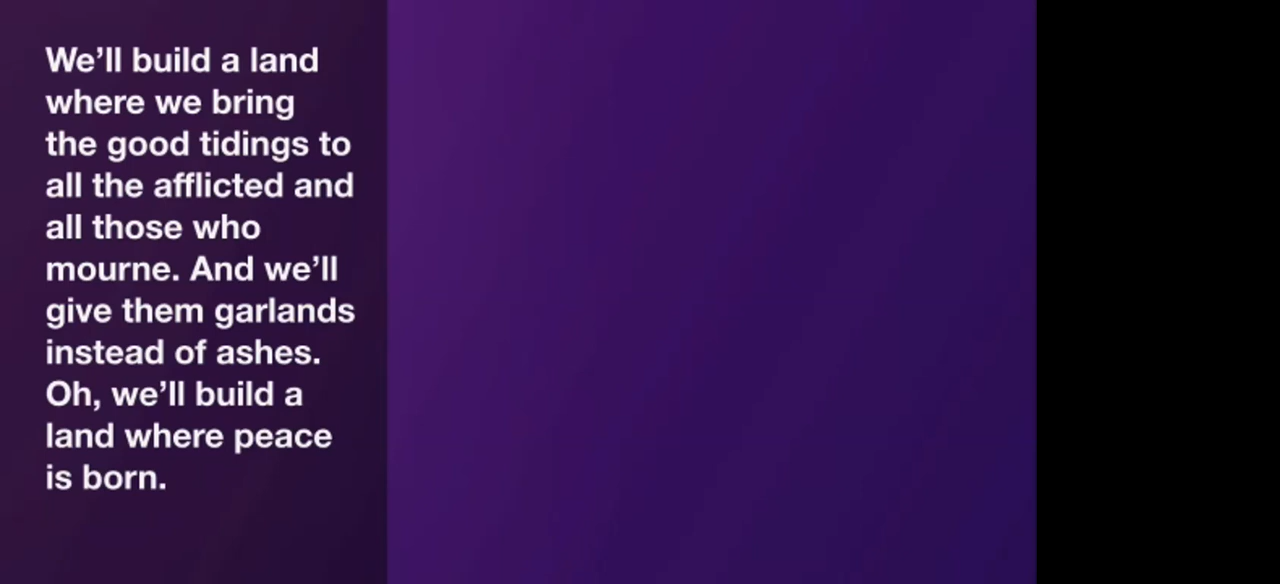 We’ll build a land
where we bring
the good tidings to
all the afflicted and
all those who
mourne. And we’ll
give them garlands
instead of ashes.
Oh, we’ll build a
land where peace
is born.